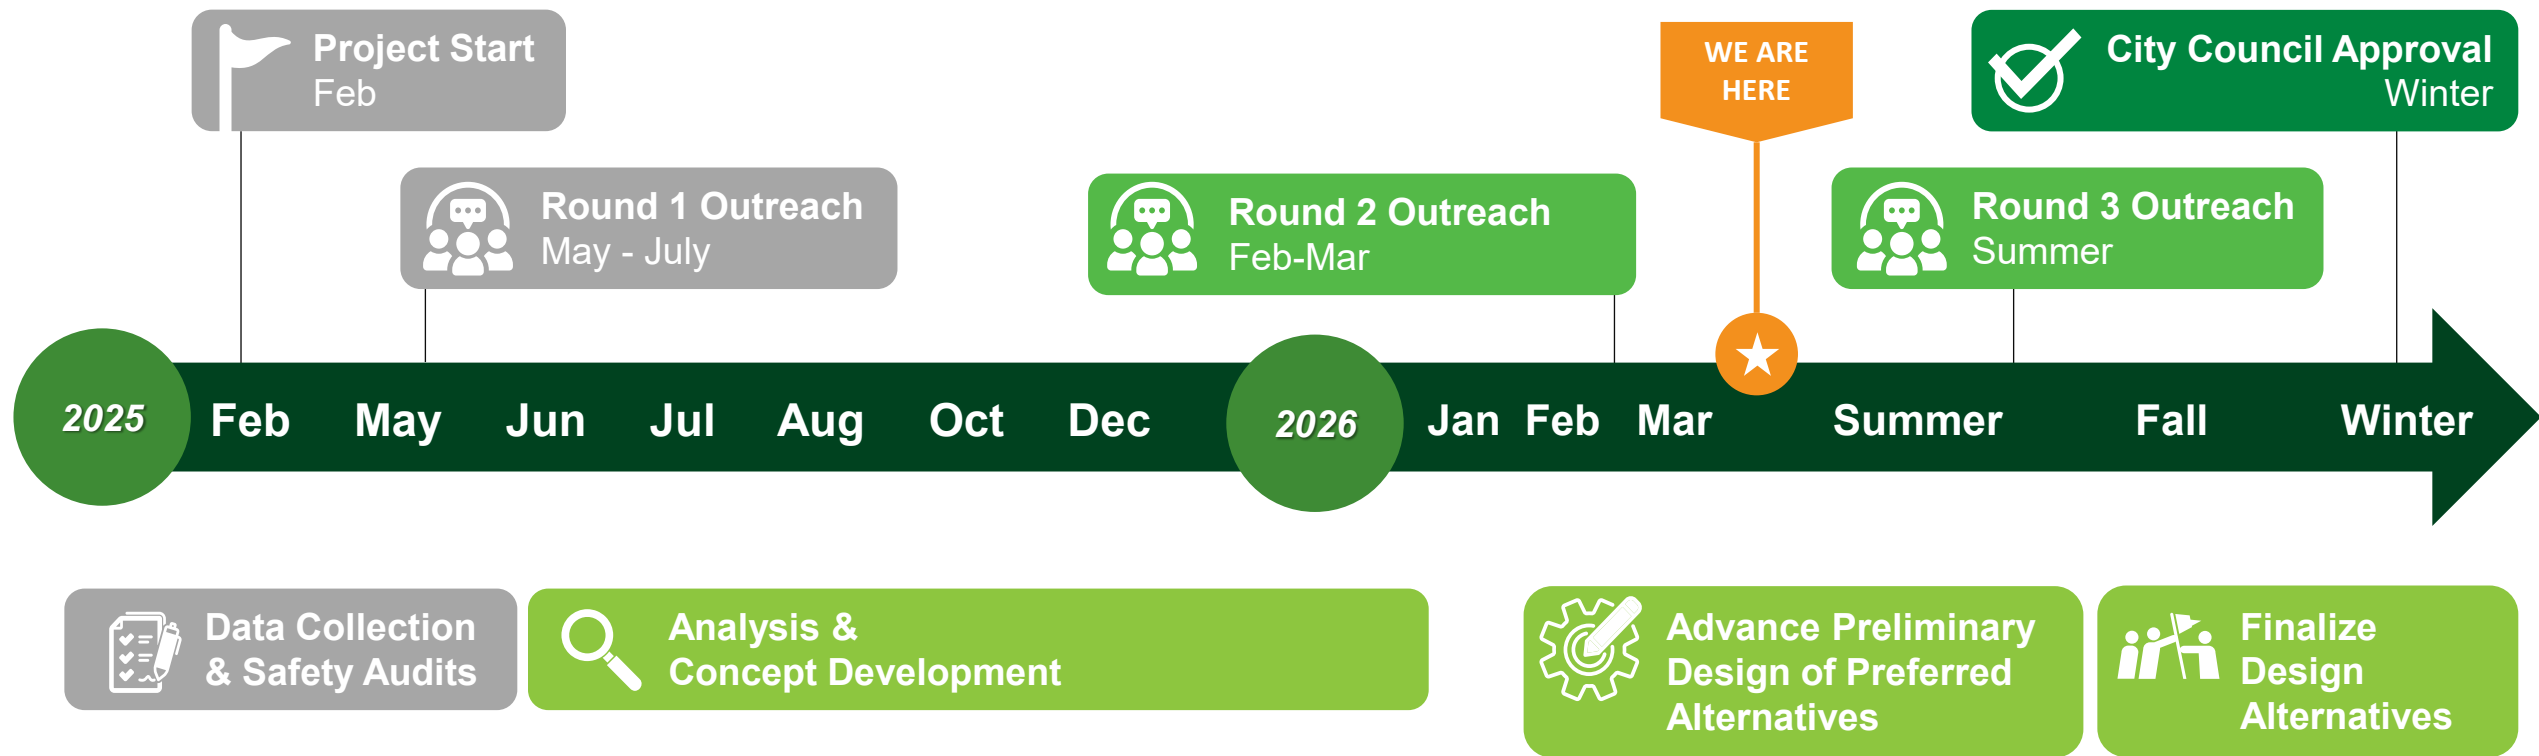 Project Start
Feb
WE ARE
HERE
City Council Approval
Winter
Round 1 Outreach
May - July
Round 2 Outreach
Feb-Mar
Round 3 Outreach
Summer
2025 Feb May Jun Jul Aug Oct Dec 2026 Jan Feb Mar Summer Fall Winter
Data Collection
& Safety Audits
Analysis &
Concept Development
Advance Preliminary
Design of Preferred
Alternatives
Finalize
Design
Alternatives